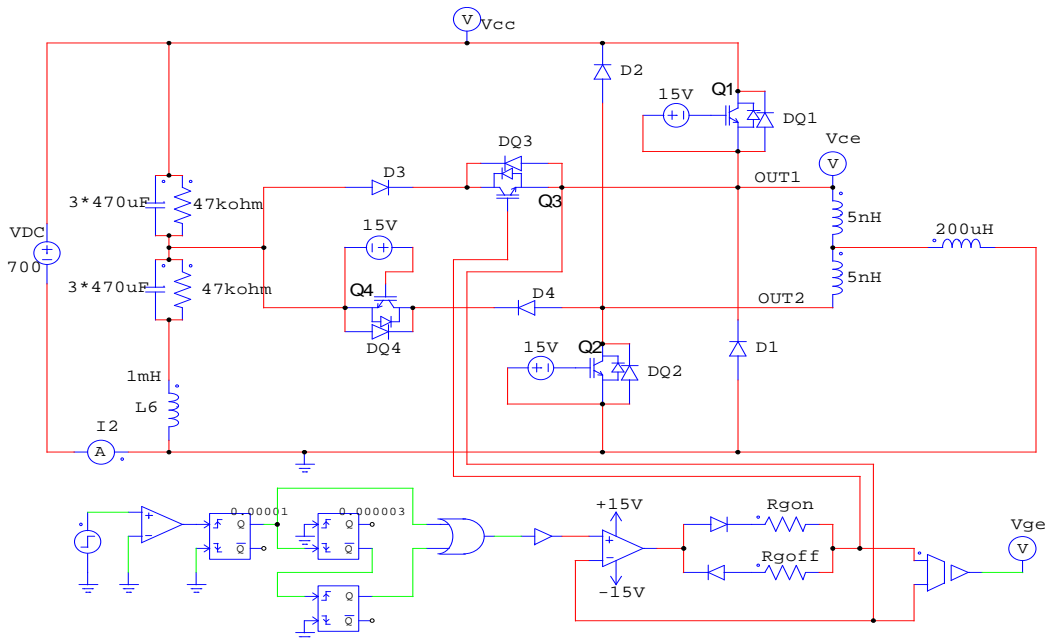 V Vcc
D2
15V
Q1
DQ1
DQ3
Vce
V
D3
OUT1
Q3
3*470uF
47kohm
5nH
15V
200uH
VDC
700
3*470uF
47kohm
Q4
5nH
D4
OUT2
DQ4
15V
Q2
D1
DQ2
1mH
L6
I2
A
0.00001
0.000003
Q
Q
Q
Q
+15V
Rgon
Vge
V
Rgoff
-15V
Q
Q